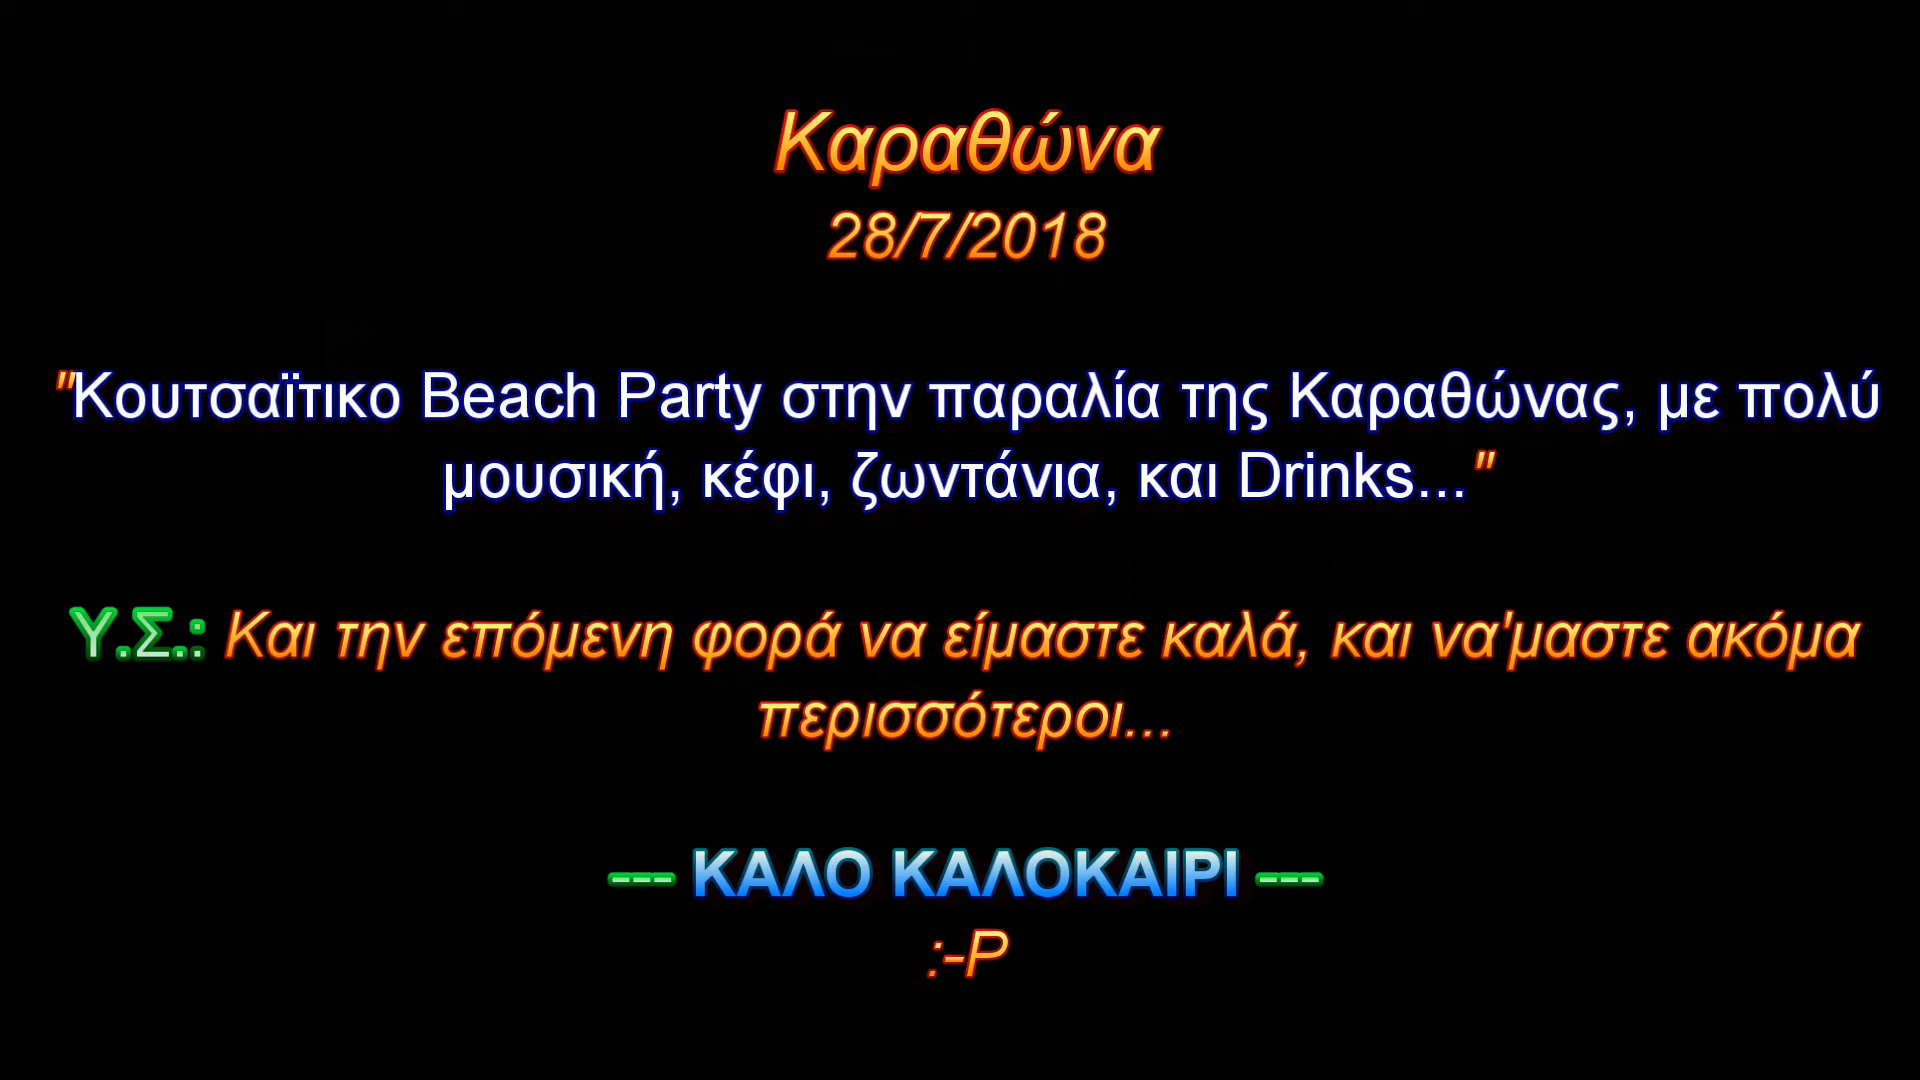 Καραθώνα
28/7/2018
"Κουτσαϊτικο Beach Party στην παραλία της Καραθώνας, με πολύ
μουσική, κέφι, ζωντάνια, και Drinks..."
Υ.Σ.: Και την επόμενη φορά να είμαστε καλά, και να'μαστε ακόμα
περισσότεροι...
--- ΚΑΛΟ ΚΑΛΟΚΑΙΡΙ ---
:-P